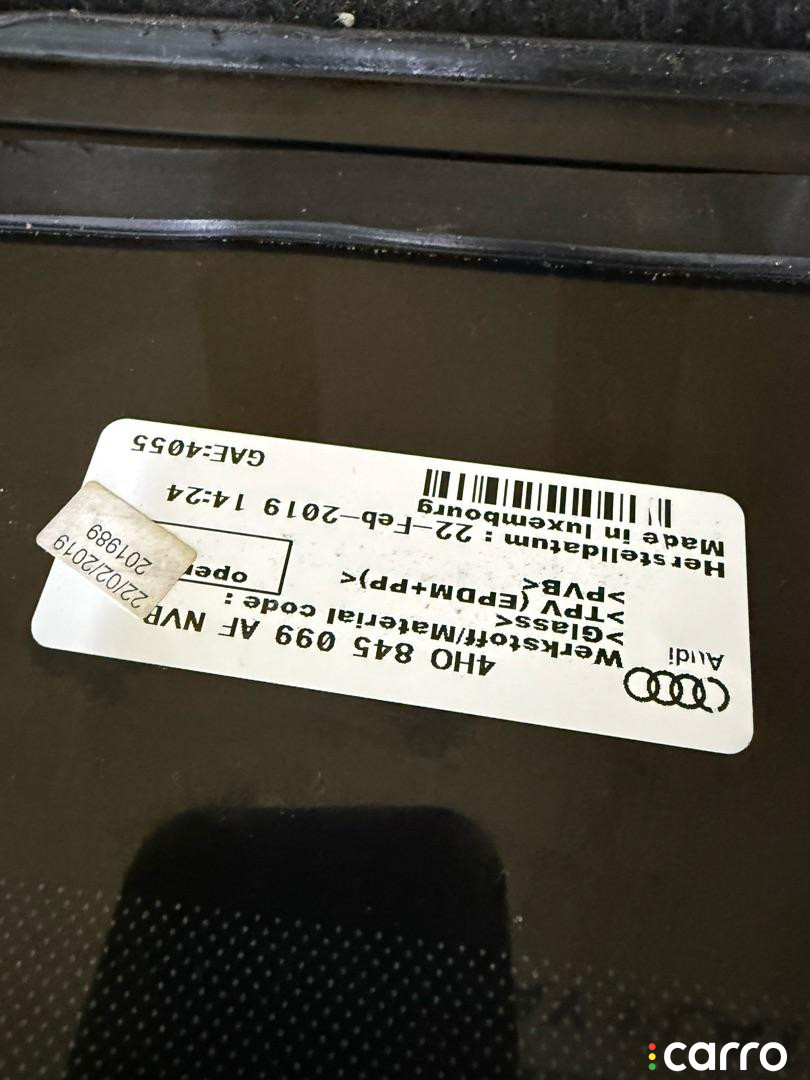 Audi
4H0 845 099 AF NVB
Werkstoff/Material code :
>Glass<
>TPV (EPDM+PP)<
>PVB<
Herstelldatum : 22-Feb-2019 14:24
Made in luxembourg
GAE:4055
22/02/2019
201989
carro